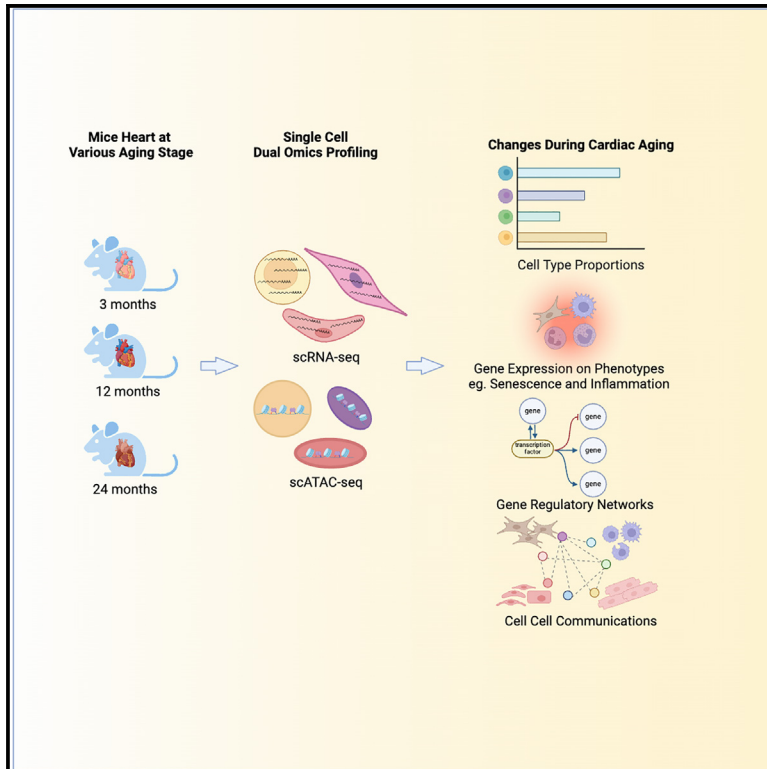 Mice Heart at
Various Aging Stage
3 months
12 months
24 months
Single Cell
Dual Omics Profiling
scRNA-seq
scATAC-seq
Changes During Cardiac Aging
Cell Type Proportions
Gene Expression on Phenotypes
eg. Senescence and Inflammation
gene
gene
transcription
factor
gene
gene
Gene Regulatory Networks
Cell Cell Communications